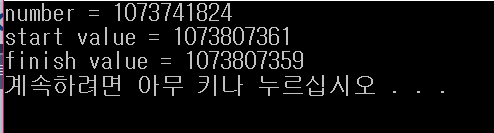 number = 1073741824
start value = 1073807361
finish value = 1073807359
계속하려면 아무 키나 누르십시오 . . .